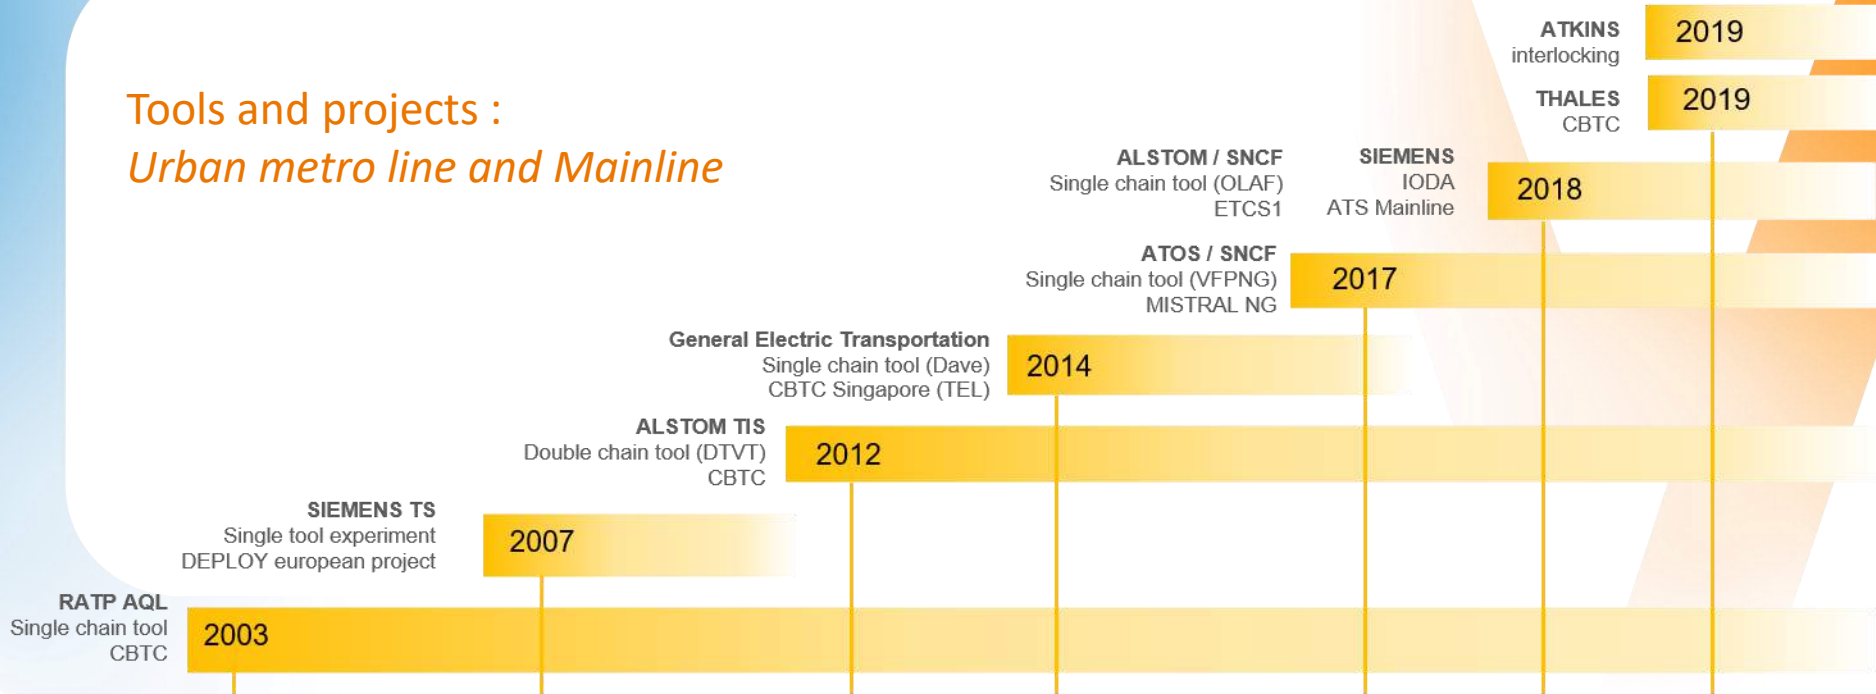 Tools and projects :
Urban metro line and Mainline
ATKINS
interlocking
2019
THALES
CBTC
2019
ALSTOM / SNCF
Single chain tool (OLAF)
ETCS1
SIEMENS
IODA
ATS Mainline
2018
ATOS / SNCF
Single chain tool (VFPNG)
MISTRAL NG
2017
General Electric Transportation
Single chain tool (Dave)
CBTC Singapore (TEL)
2014
ALSTOM TIS
Double chain tool (DTVT)
CBTC
2012
SIEMENS TS
Single tool experiment
DEPLOY european project
2007
RATP AQL
Single chain tool
CBTC
2003